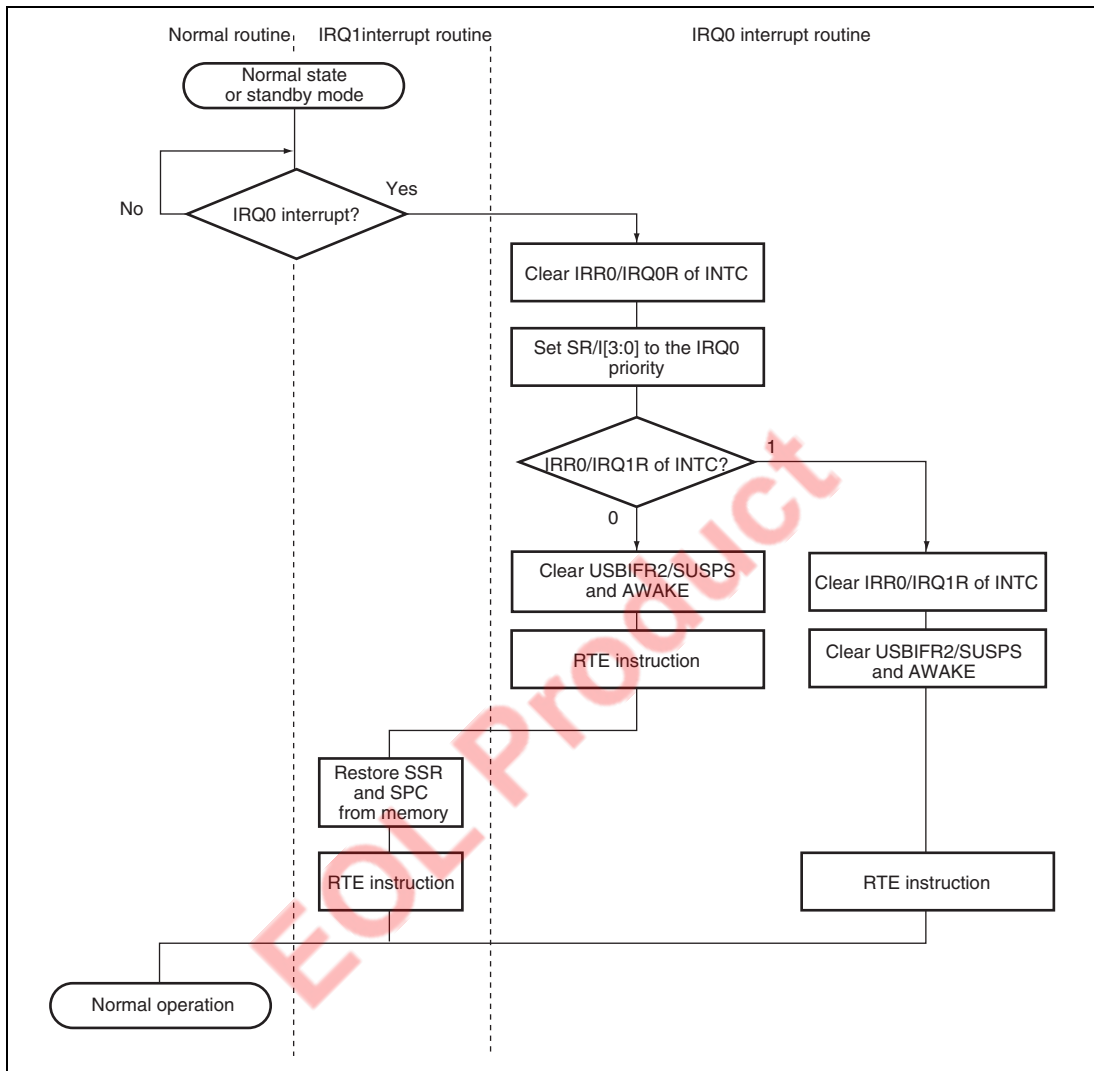 Normal routine
IRQ1interrupt routine
IRQ0 interrupt routine
Normal state
or standby mode
No
IRQ0 interrupt?
Yes
Clear IRR0/IRQ0R of INTC
Set SR/I[3:0] to the IRQ0
priority
IRR0/IRQ1R of INTC?
1
0
Clear USBIFR2/SUSPS
and AWAKE
RTE instruction
Clear IRR0/IRQ1R of INTC
Clear USBIFR2/SUSPS
and AWAKE
Restore SSR
and SPC
from memory
RTE instruction
RTE instruction
Normal operation
EOL Product